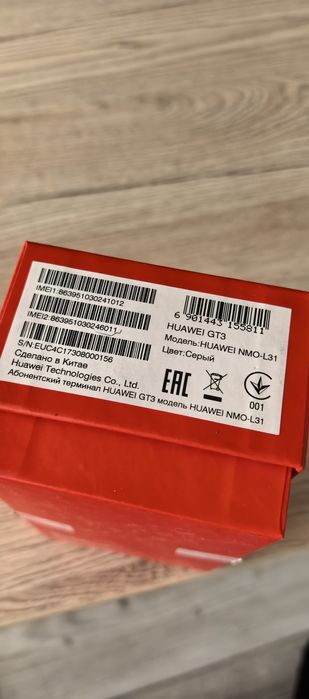 IMEI1:863951030241012
IMEI2:863951030246011
S/N:EUC4C17308000156
Сделано в Китае
Huawei Technologies Co., Ltd.
Абонентский терминал HUAWEI GT3 модель HUAWEI NMO-L31
6 901443 155811
HUAWEI GT3
Модель:HUAWEI NMO-L31
Цвет:Серый
EAC
001